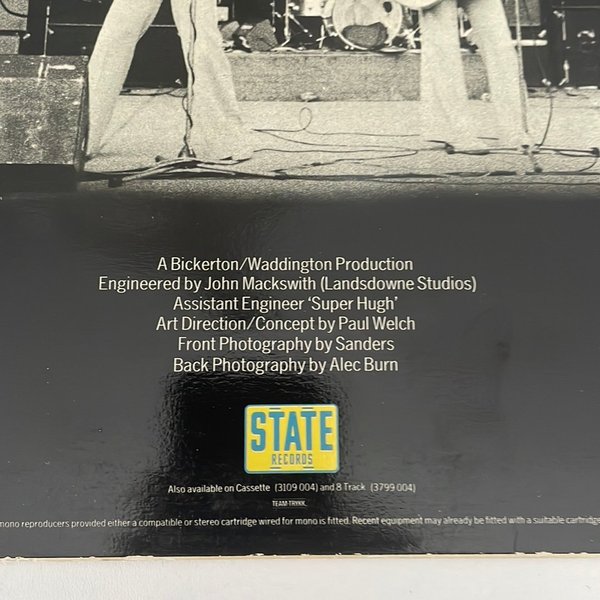 A Bickerton/Waddington Production
Engineered by John Mackswith (Landsdowne Studios)
Assistant Engineer ‘Super Hugh’
Art Direction/Concept by Paul Welch
Front Photography by Sanders
Back Photography by Alec Burn
STATE
RECORDS
Also available on Cassette (3109 004) and 8 Track (3799 004)
TEAM-TRYKK,
mono reproducers provided either a compatible or stereo cartridge wired for mono is fitted. Recent equipment may already be fitted with a suitable cartridge